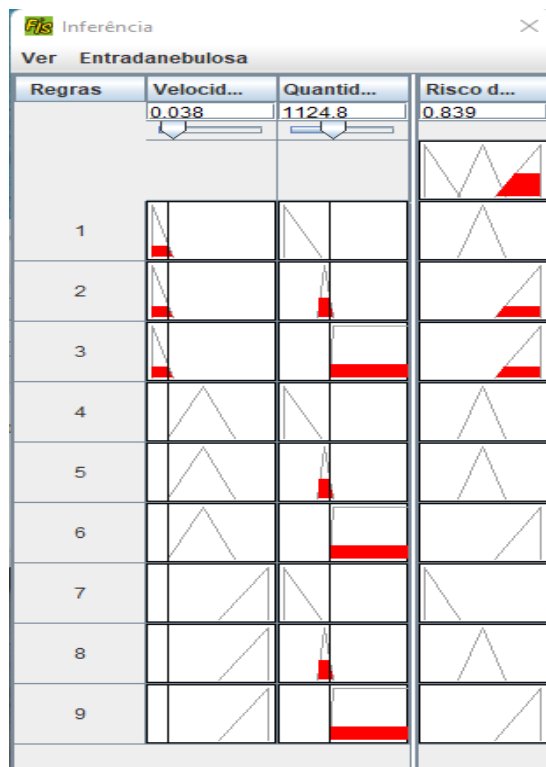 Fis Inferência
Ver Entradanebulosa
Regras Velocid... Quantid... Risco d...
0.038 1124.8 0.839
1
2
3
4
5
6
7
8
9